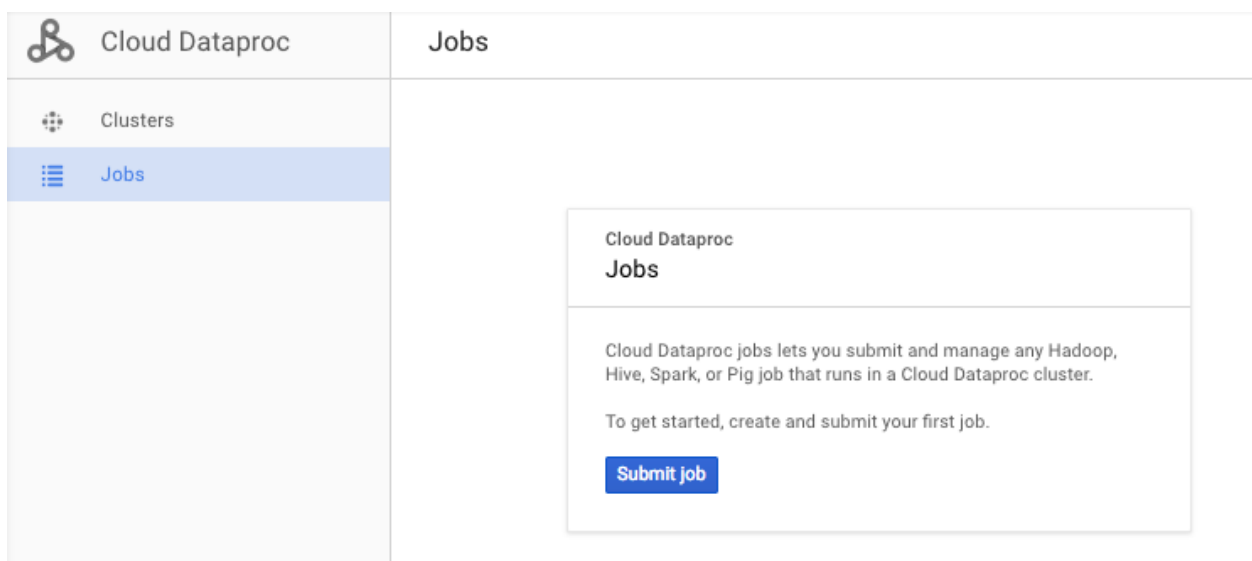 Cloud Dataproc
Jobs
Clusters
Jobs
Cloud Dataproc
Jobs
Cloud Dataproc jobs lets you submit and manage any Hadoop,
Hive, Spark, or Pig job that runs in a Cloud Dataproc cluster.
To get started, create and submit your first job.
Submit job